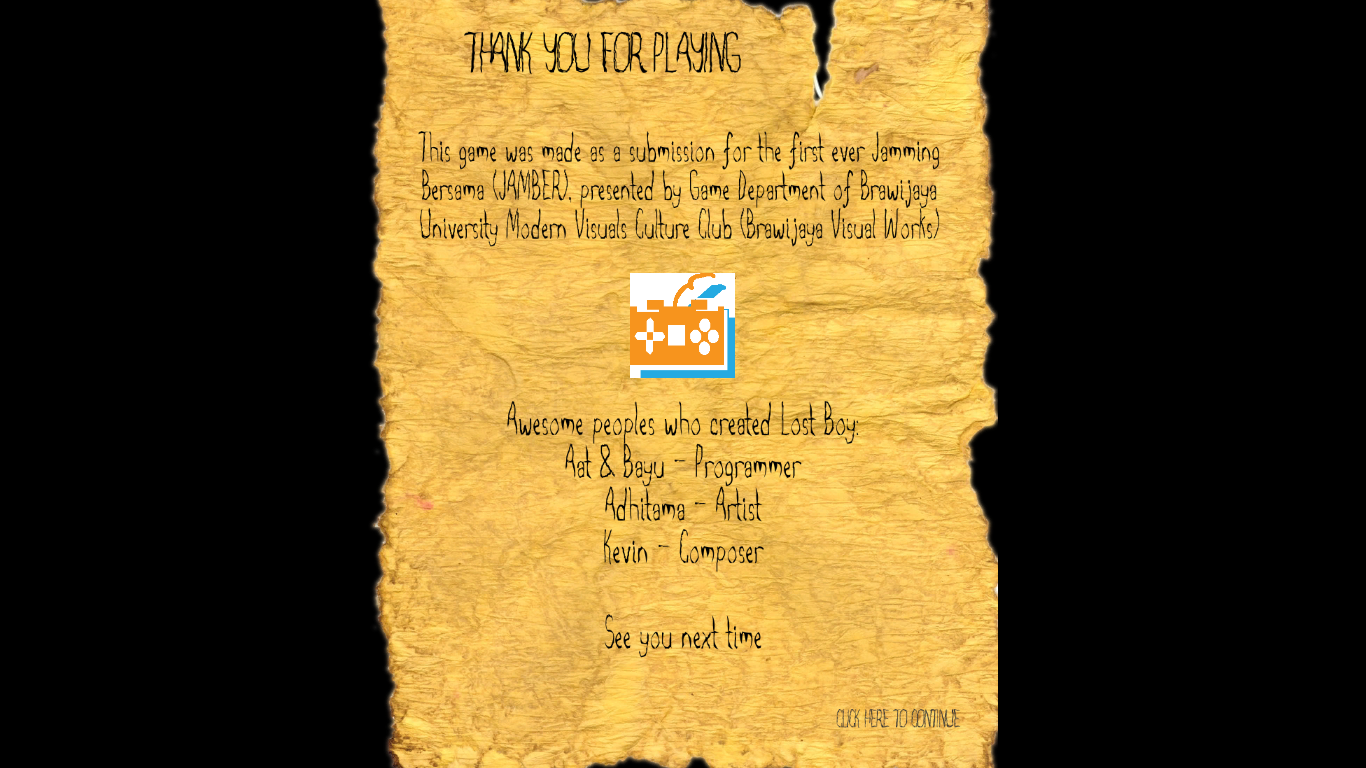 THANK YOU FOR PLAYING
This game was made as a submission for the first ever Jamming
Bersama (JAMBER), presented by Game Department of Brawijaya
University Modern Visuals Culture Club (Brawijaya Visual Works)
Awesome peoples who created Lost Boy:
Aat & Bayu - Programmer
Adhitama - Artist
Kevin - Composer
See you next time
CLICK HERE TO CONTINUE